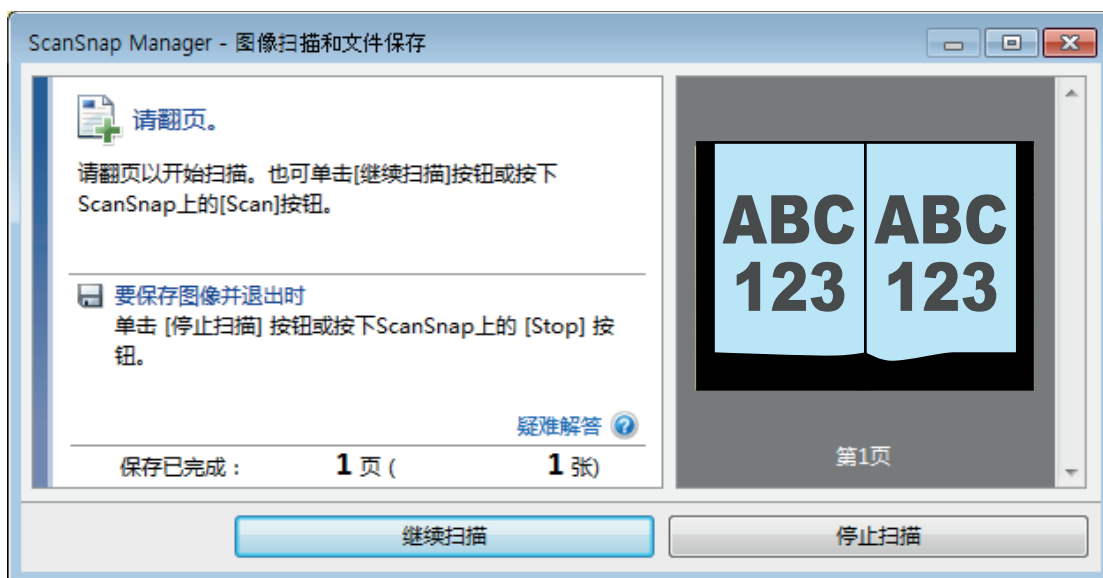 ScanSnap Manager - 图像扫描和文件保存
请翻页。
请翻页以开始扫描。也可单击[继续扫描]按钮或按下
ScanSnap上的[Scan]按钮。
要保存图像并退出时
单击 [停止扫描] 按钮或按下ScanSnap上的 [Stop] 按
钮。
疑难解答
保存已完成： 1 页 ( 1 张)
ABC ABC
123 123
第1页
继续扫描 停止扫描